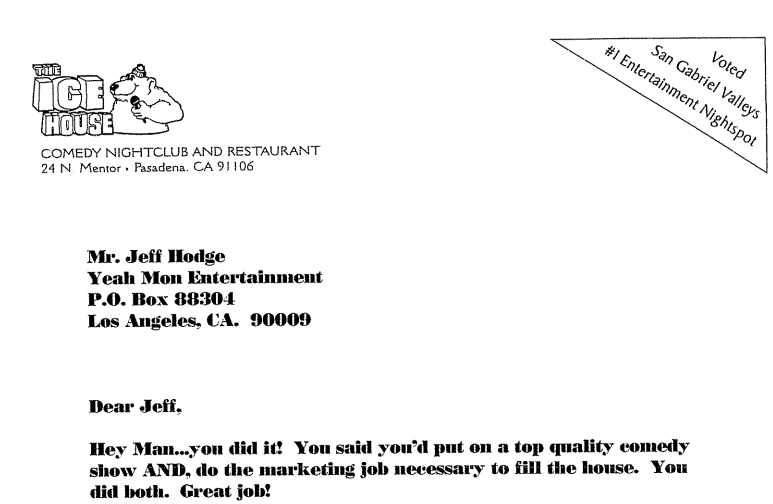 THE
ICE
HOUSE
COMEDY NIGHTCLUB AND RESTAURANT
24 N Mentor • Pasadena. CA 91106
Voted
San Gabriel Valleys
#1 Entertainment Nightspot
Mr. Jeff Hodge
Yeah Mon Entertainment
P.O. Box 88304
Los Angeles, CA.  90009
Dear Jeff,
Hey Man...you did it!  You said you'd put on a top quality comedy
show AND, do the marketing job necessary to fill the house.  You
did both.  Great job!